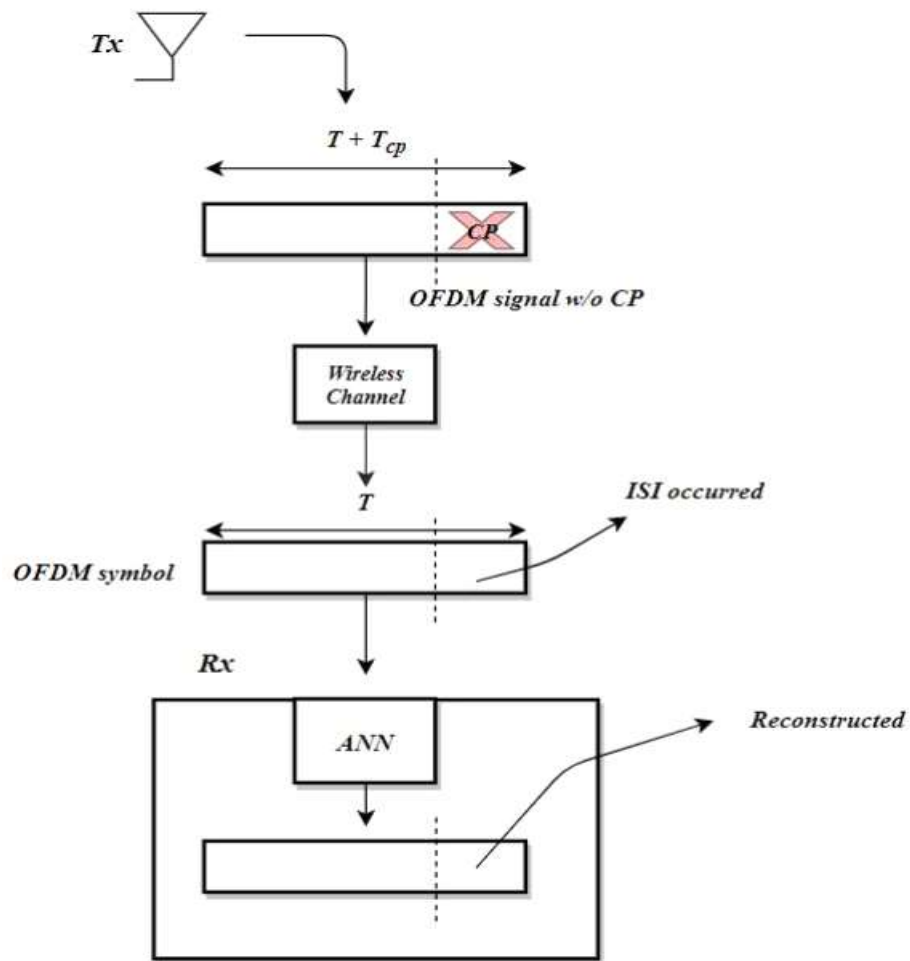 Tx
T + Tcp
CP
OFDM signal w/o CP
Wireless
Channel
T
ISI occurred
OFDM symbol
Rx
ANN
Reconstructed